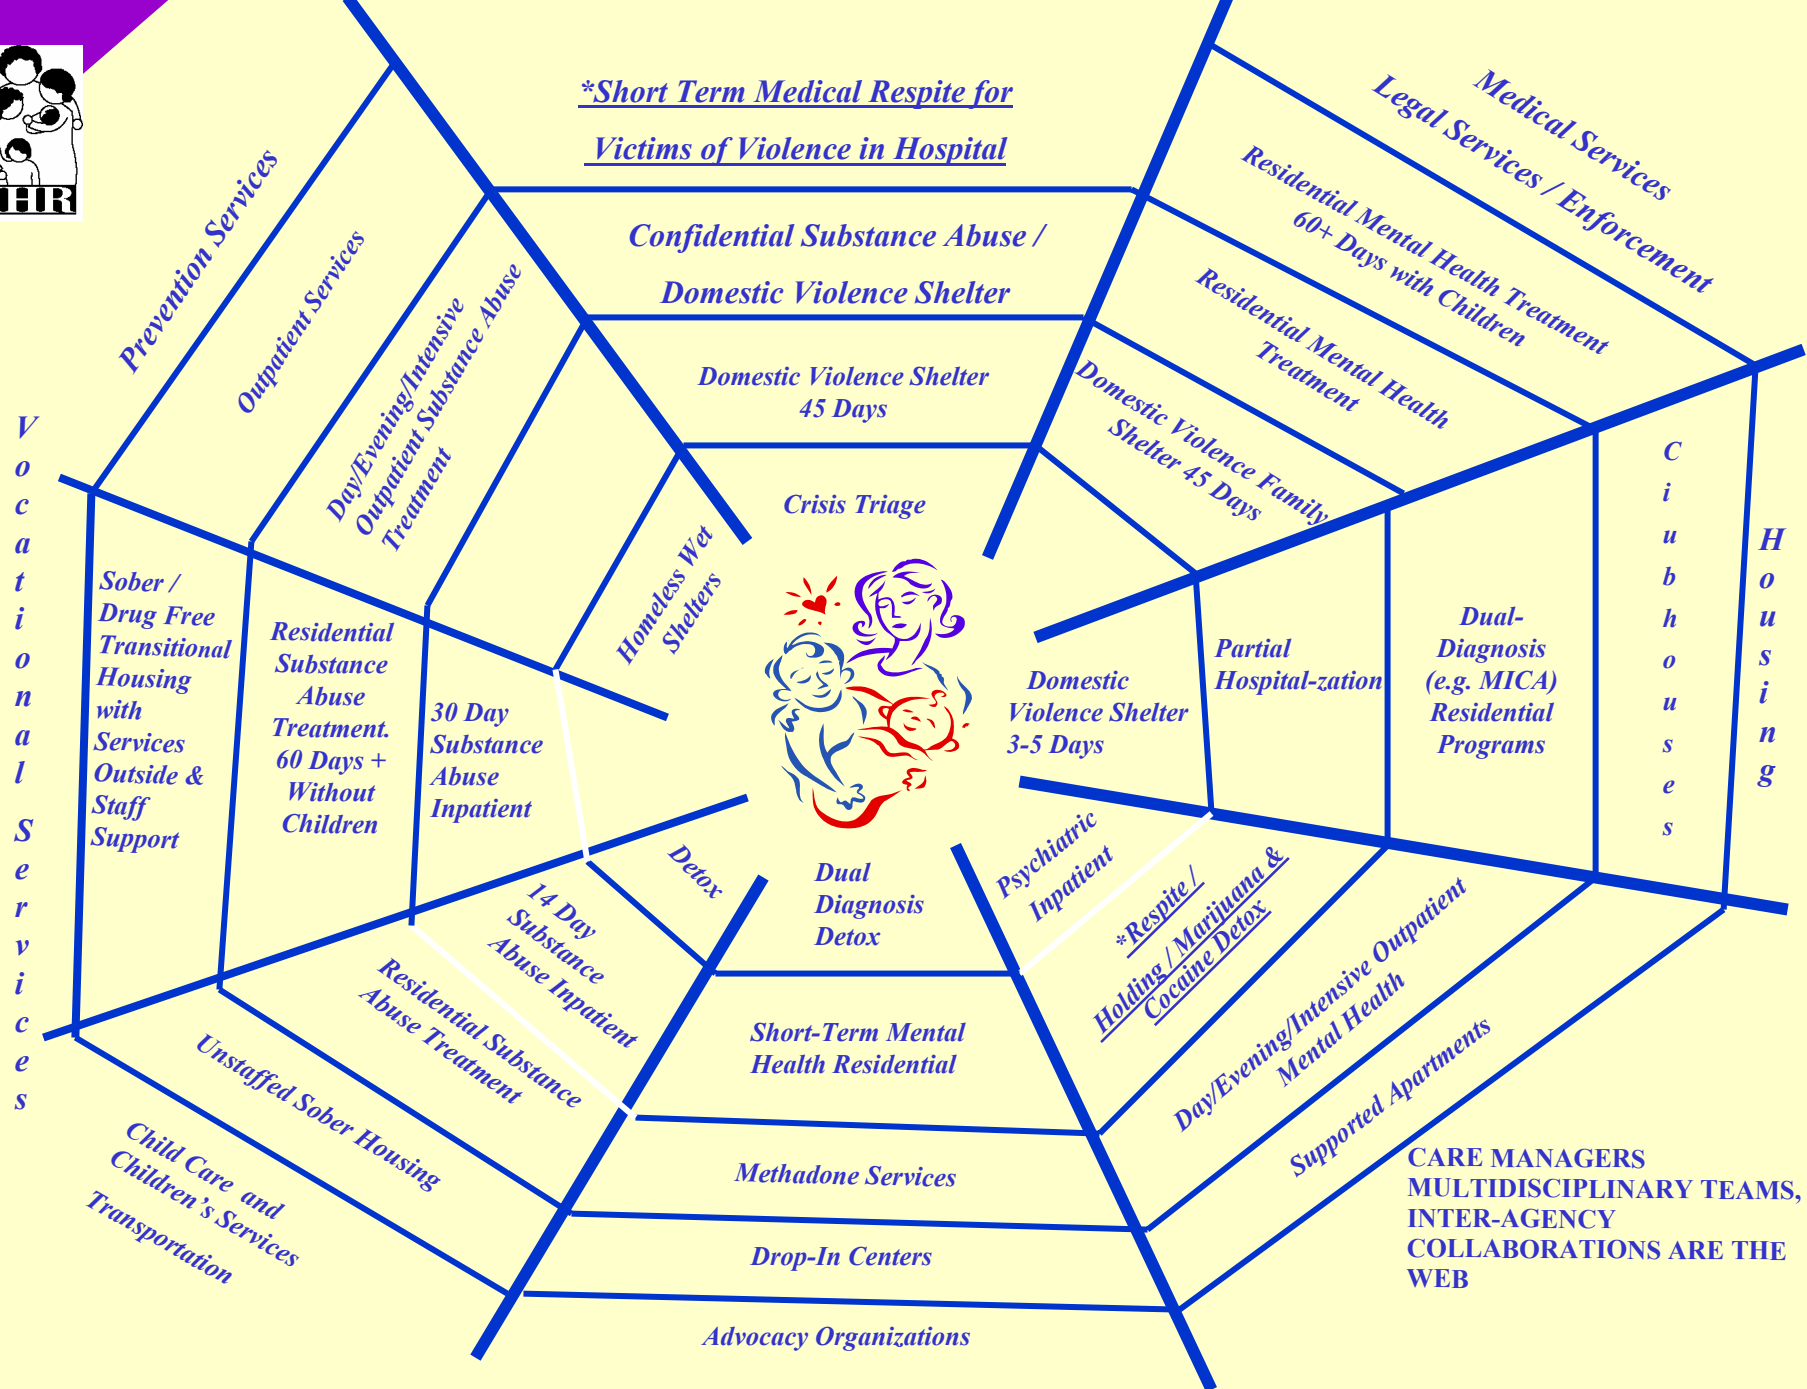 HR
*Short Term Medical Respite for
Victims of Violence in Hospital
Confidential Substance Abuse /
Domestic Violence Shelter
Domestic Violence Shelter
45 Days
Crisis Triage
Medical Services
Legal Services / Enforcement
Residential Mental Health Treatment
60+ Days with Children
Residential Mental Health
Treatment
Domestic Violence Family
Shelter 45 Days
Prevention Services
Outpatient Services
Day/Evening/Intensive
Outpatient Substance Abuse
Treatment
Homeless Wet
Shelters
Vocational Services
Sober /
Drug Free
Transitional
Housing
with
Services
Outside &
Staff
Support
Residential
Substance
Abuse
Treatment.
60 Days +
Without
Children
30 Day
Substance
Abuse
Inpatient
Domestic
Violence Shelter
3-5 Days
Partial
Hospital-zation
Dual-
Diagnosis
(e.g. MICA)
Residential
Programs
Ciubhouses
Housing
Detox
14 Day
Substance
Abuse Inpatient
Residential Substance
Abuse Treatment
Unstaffed Sober Housing
Child Care and
Children's Services
Transportation
Dual
Diagnosis
Detox
Short-Term Mental
Health Residential
Methadone Services
Drop-In Centers
Advocacy Organizations
Psychiatric
Inpatient
*Respite /
Holding / Marijuana &
Cocaine Detox
Day/Evening/Intensive Outpatient
Mental Health
Supported Apartments
CARE MANAGERS
MULTIDISCIPLINARY TEAMS,
INTER-AGENCY
COLLABORATIONS ARE THE
WEB